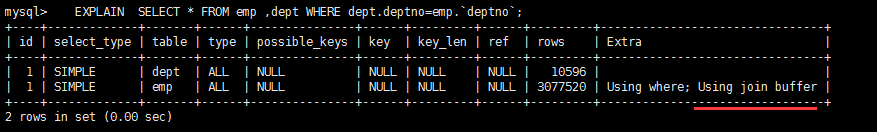 mysql>    EXPLAIN  SELECT * FROM emp ,dept WHERE dept.deptno=emp.`deptno`;
+----+-------------+-------+------+---------------+------+---------+------+---------+--------------------------------+
| id | select_type | table | type | possible_keys | key  | key_len | ref  | rows    | Extra                          |
+----+-------------+-------+------+---------------+------+---------+------+---------+--------------------------------+
|  1 | SIMPLE      | dept  | ALL  | NULL          | NULL | NULL    | NULL |   10596 |                                |
|  1 | SIMPLE      | emp   | ALL  | NULL          | NULL | NULL    | NULL | 3077520 | Using where; Using join buffer |
+----+-------------+-------+------+---------------+------+---------+------+---------+--------------------------------+
2 rows in set (0.00 sec)